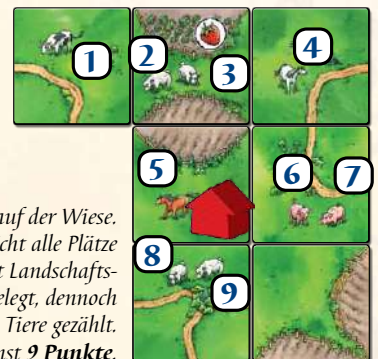 1
2
3
4
5
6
7
8
9
auf der Wiese.
cht alle Plätze
t Landschafts-
elegt, dennoch
Tiere gezählt.
nst 9 Punkte.